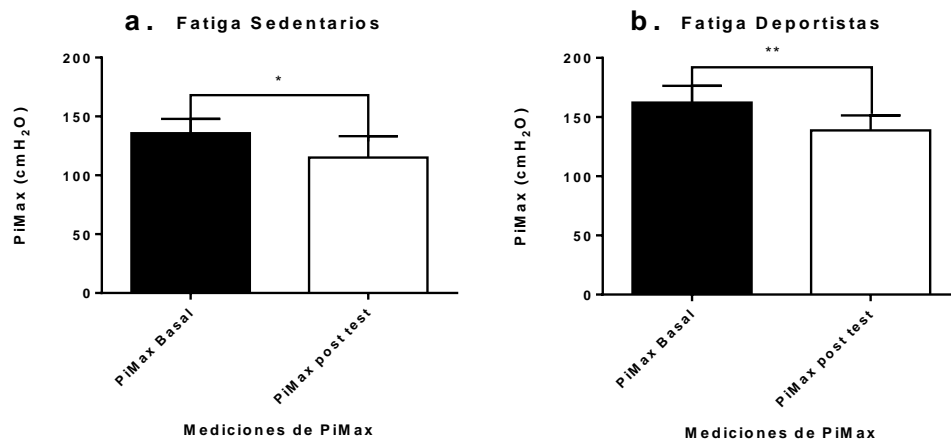 a. Fatiga Sedentarios
PiMax (cmH₂O)
200
150
100
50
0
*
PiMax Basal
PiMax post test
Mediciones de PiMax
b. Fatiga Deportistas
PiMax (cmH₂O)
200
150
100
50
0
**
PiMax Basal
PiMax post test
Mediciones de PiMax